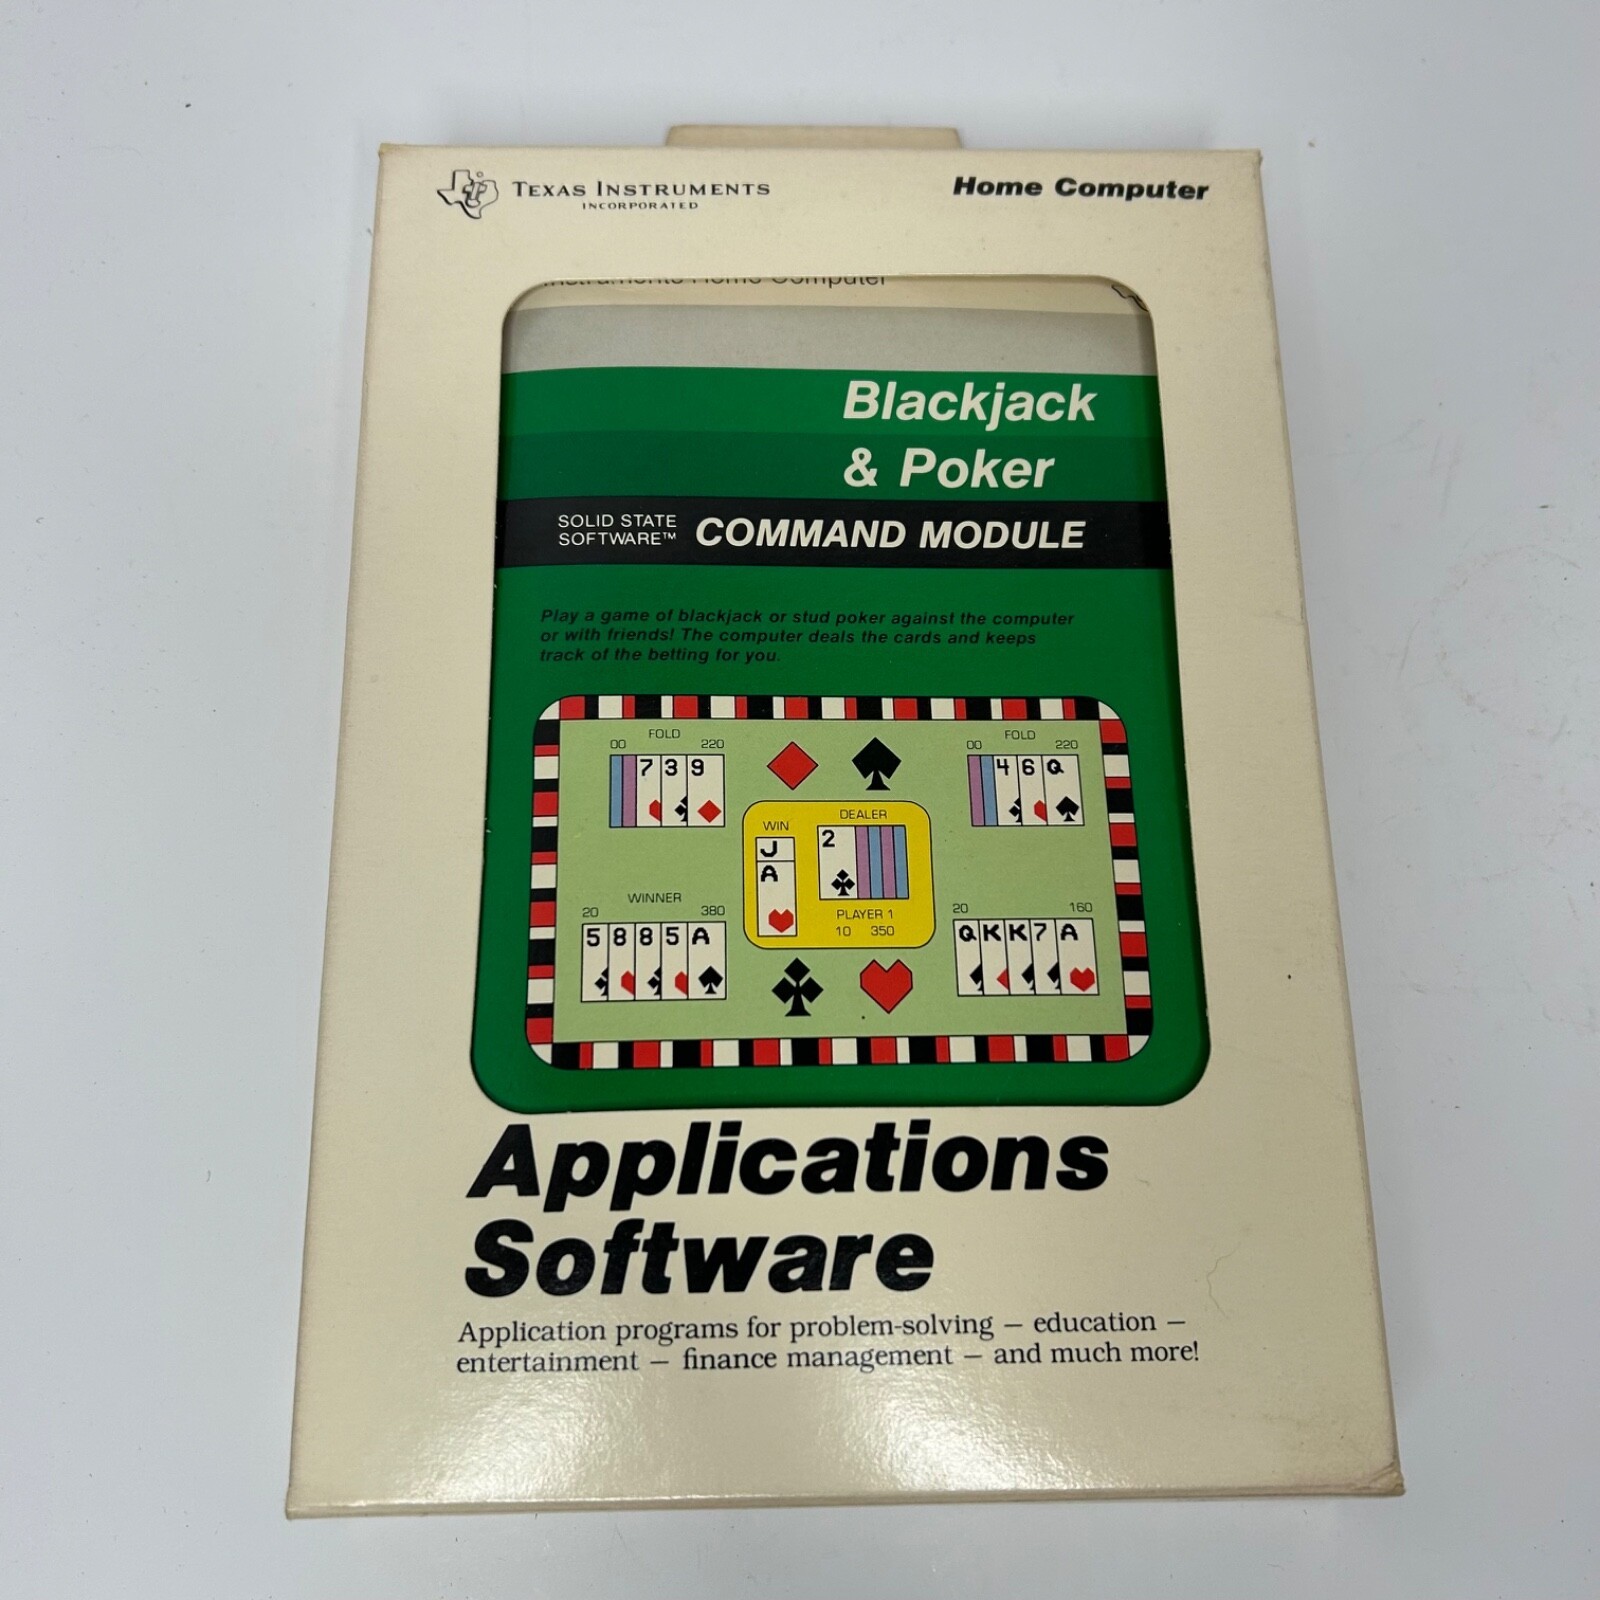 TEXAS INSTRUMENTS
INCORPORATED
Home Computer
Instruments Home Computer
Blackjack
& Poker
SOLID STATE
SOFTWARE™
COMMAND MODULE
Play a game of blackjack or stud poker against the computer
or with friends! The computer deals the cards and keeps
track of the betting for you.
FOLD
00 220
7 3 9
FOLD
00 220
4 6 Q
WIN
J
A
DEALER
2
PLAYER 1
10 350
WINNER
20 380
5 8 8 5 A
20 160
Q K K 7 A
Applications
Software
Application programs for problem-solving – education –
entertainment – finance management – and much more!